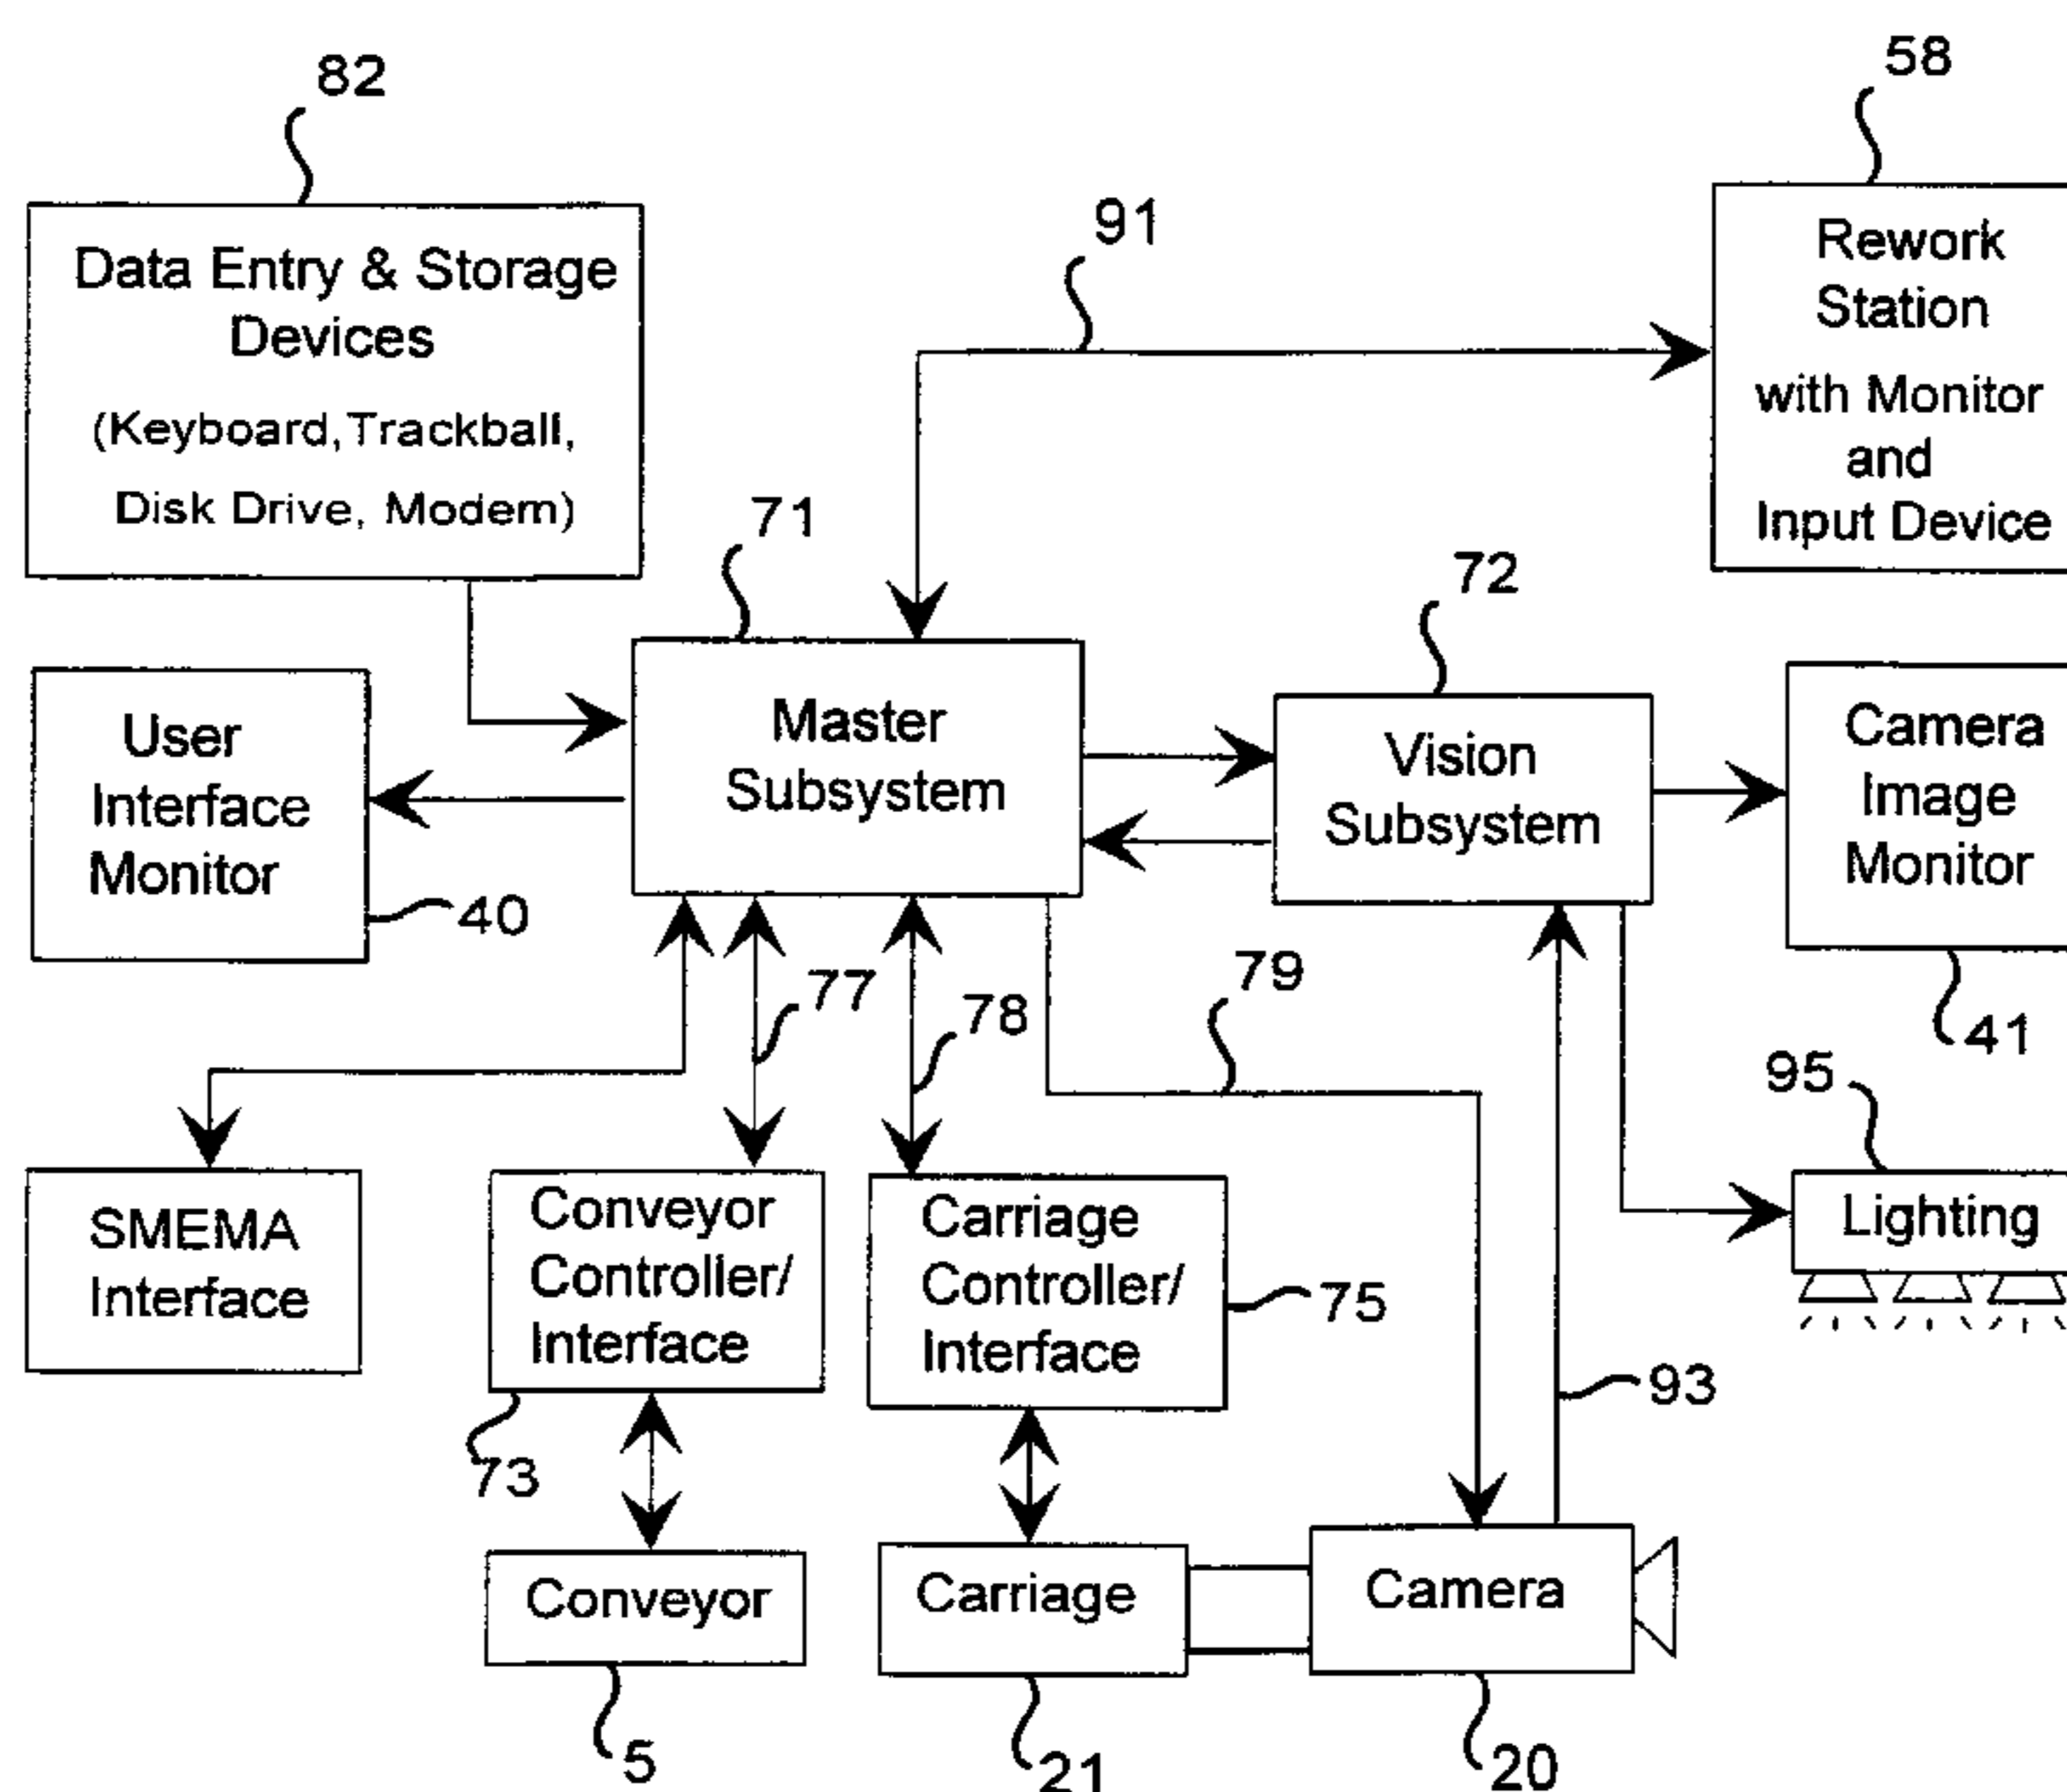 82
58
Data Entry & Storage
Devices
(Keyboard,Trackball,
Disk Drive, Modem)
91
Rework
Station
with Monitor
and
Input Device
71
72
User
Interface
Monitor
40
Master
Subsystem
Vision
Subsystem
Camera
Image
Monitor
41
77
78
79
95
SMEMA
Interface
Conveyor
Controller/
Interface
73
Carriage
Controller/
Interface
75
Lighting
93
Conveyor
5
Carriage
21
Camera
20